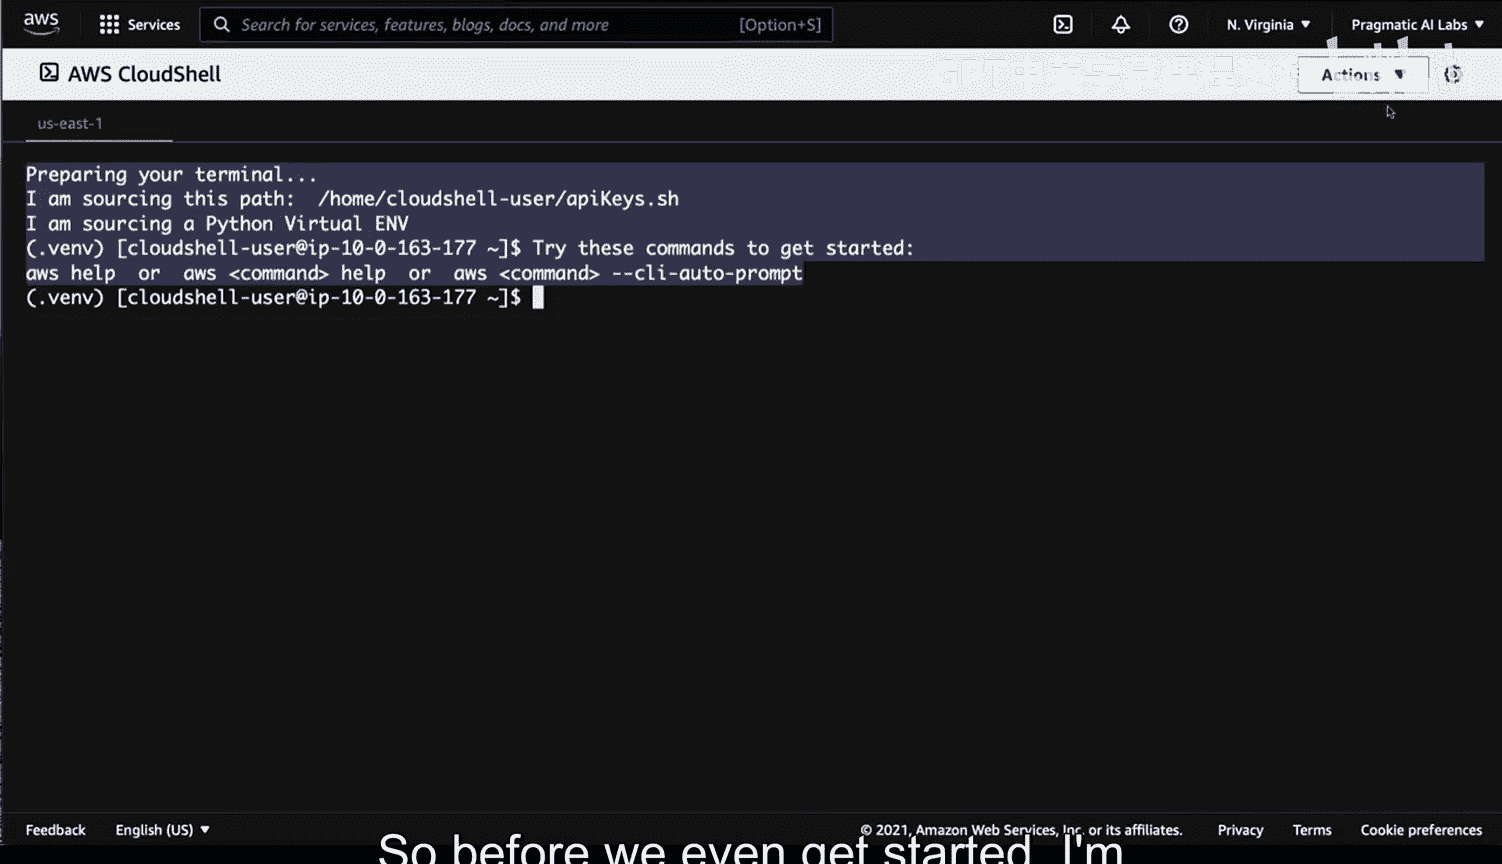 aws Services Search for services, features, blogs, docs, and more [Option+S] N. Virginia Pragmatic AI Labs
AWS CloudShell Actions
us-east-1
Preparing your terminal...
I am sourcing this path: /home/cloudshell-user/apiKeys.sh
I am sourcing a Python Virtual ENV
(.venv) [cloudshell-user@ip-10-0-163-177 ~]$ Try these commands to get started:
aws help or aws <command> help or aws <command> --cli-auto-prompt
(.venv) [cloudshell-user@ip-10-0-163-177 ~]$
Feedback English (US) © 2021, Amazon Web Services, Inc. or its affiliates. Privacy Terms Cookie preferences
So before we even get started, I'm